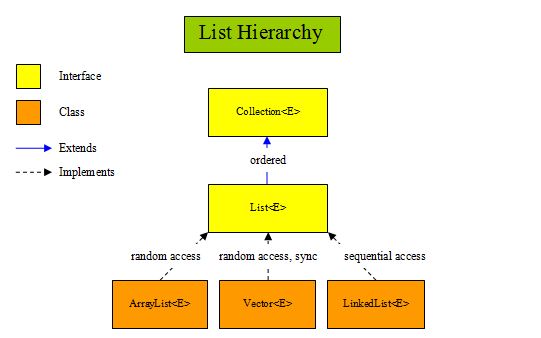 List Hierarchy
Interface
Class
Extends
Implements
Collection<E>
ordered
List<E>
random access
random access, sync
sequential access
ArrayList<E>
Vector<E>
LinkedList<E>